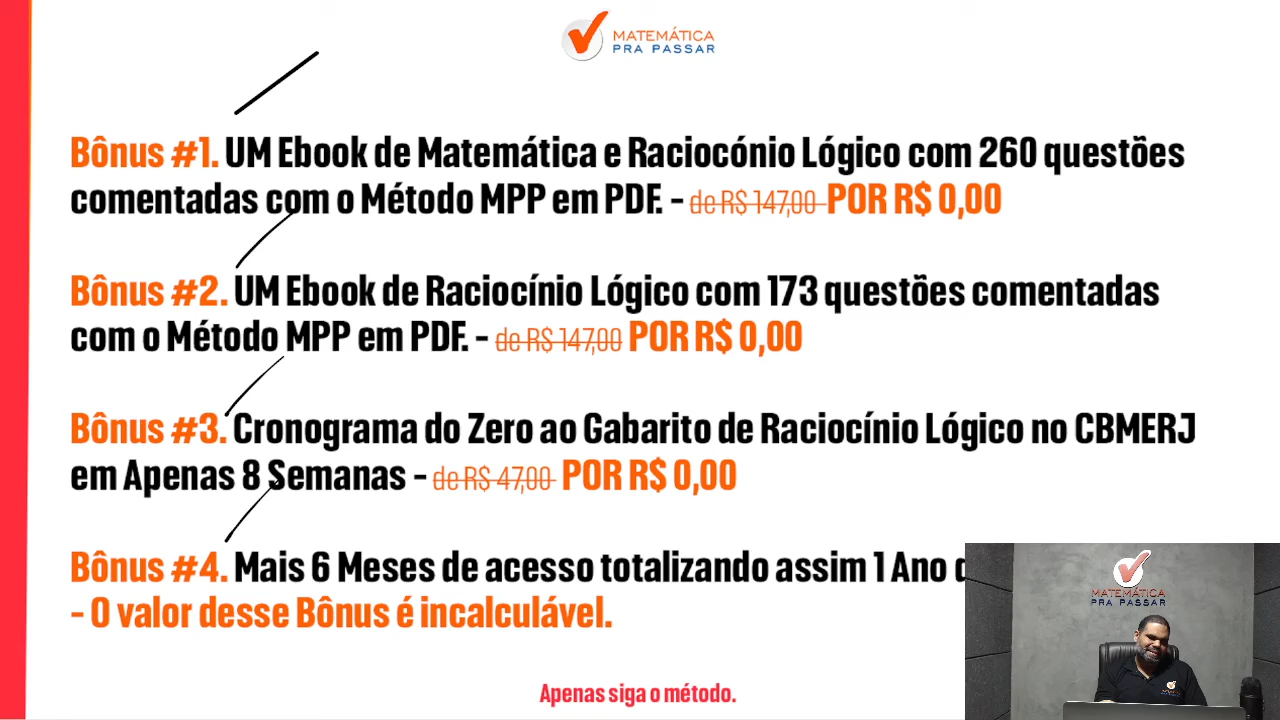 MATEMÁTICA
PRA PASSAR
Bônus #1. UM Ebook de Matemática e Raciocónio Lógico com 260 questões
comentadas com o Método MPP em PDF. - de R$ 147,00 POR R$ 0,00
Bônus #2. UM Ebook de Raciocínio Lógico com 173 questões comentadas
com o Método MPP em PDF. - de R$ 147,00 POR R$ 0,00
Bônus #3. Cronograma do Zero ao Gabarito de Raciocínio Lógico no CBMERJ
em Apenas 8 Semanas - de R$ 47,00 POR R$ 0,00
Bônus #4. Mais 6 Meses de acesso totalizando assim 1 Ano
- O valor desse Bônus é incalculável.
MATEMÁTICA
PRA PASSAR
Apenas siga o método.